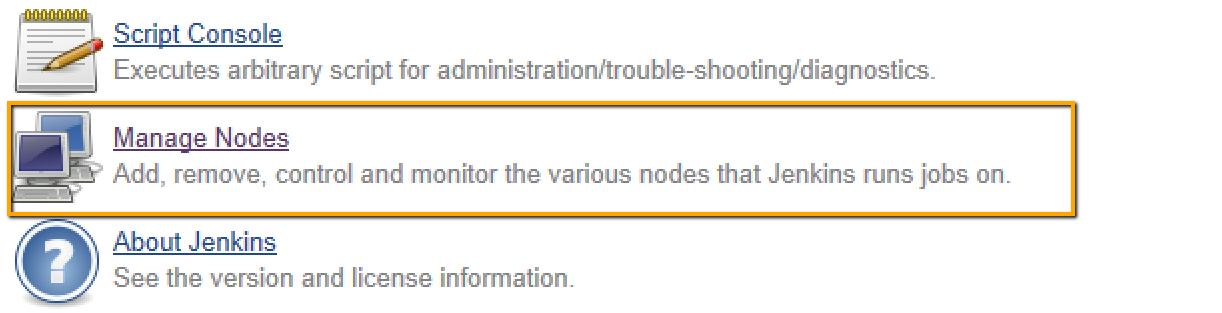 Script Console
Executes arbitrary script for administration/trouble-shooting/diagnostics.
Manage Nodes
Add, remove, control and monitor the various nodes that Jenkins runs jobs on.
About Jenkins
See the version and license information.